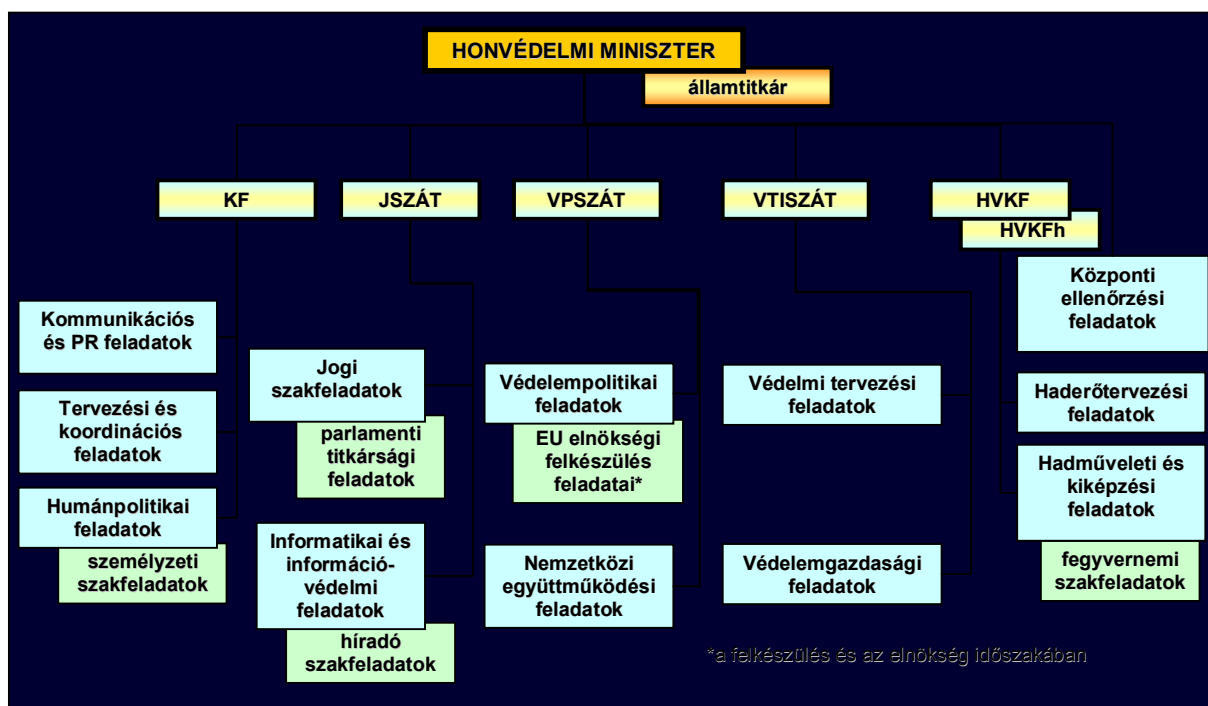 HONVÉDELMI MINISZTER
államtitkár
KF
JSZÁT
VPSZÁT
VTISZÁT
HVKF
HVKFh
Kommunikációs
és PR feladatok
Tervezési és
koordinációs
feladatok
Humánpolitikai
feladatok
személyzeti
szakfeladatok
Jogi
szakfeladatok
parlamenti
titkársági
feladatok
Informatikai és
információ-
védelmi
feladatok
híradó
szakfeladatok
Védelempolitikai
feladatok
EU elnökségi
felkészülés
feladatai*
Nemzetközi
együttműködési
feladatok
Védelmi tervezési
feladatok
Védelemgazdasági
feladatok
Központi
ellenőrzési
feladatok
Haderőtervezési
feladatok
Hadműveleti és
kiképzési
feladatok
fegyvernemi
szakfeladatok
*a felkészülés és az elnökség időszakában